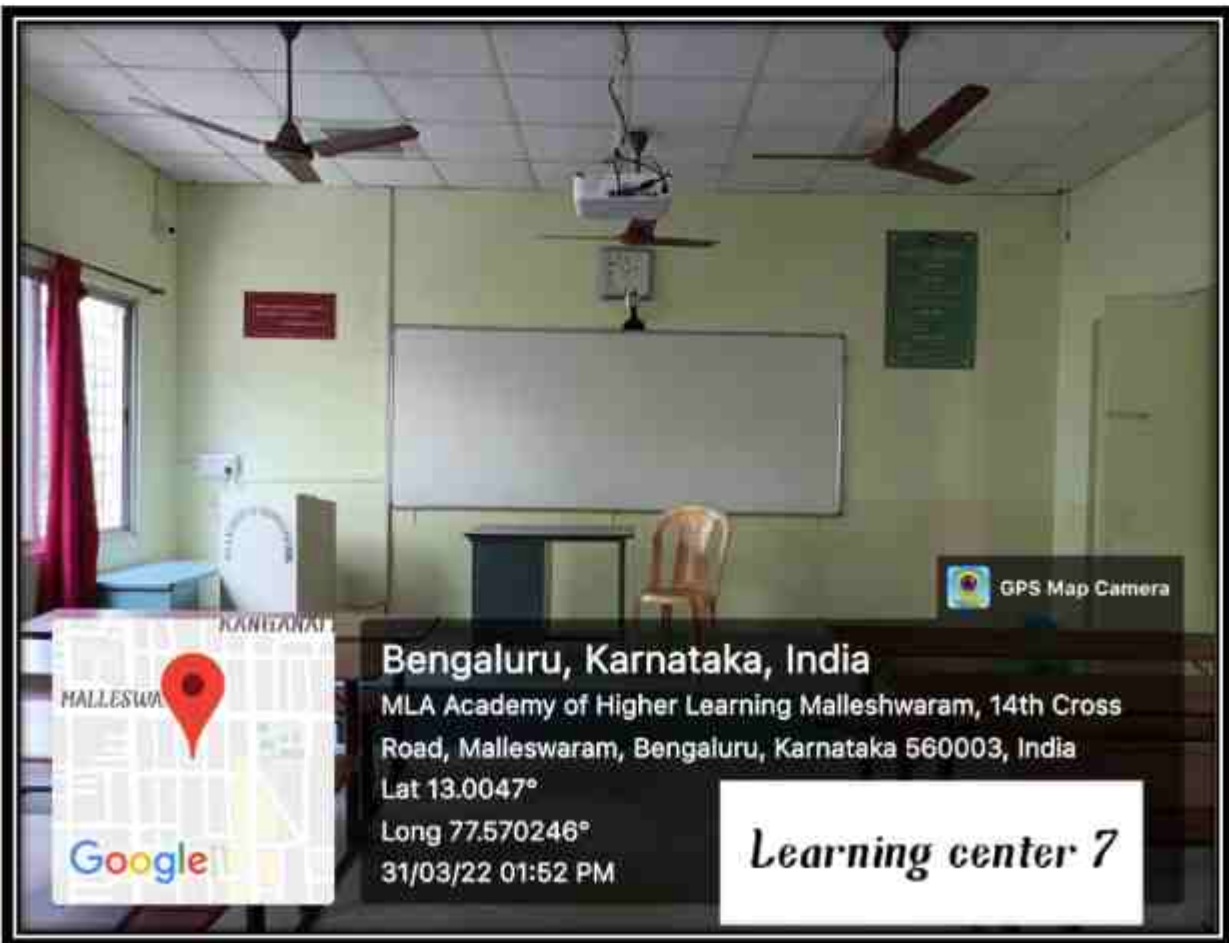 GPS Map Camera
MALLESWA
Google
Bengaluru, Karnataka, India
MLA Academy of Higher Learning Malleshwaram, 14th Cross
Road, Malleswaram, Bengaluru, Karnataka 560003, India
Lat 13.0047°
Long 77.570246°
31/03/22 01:52 PM
Learning center 7